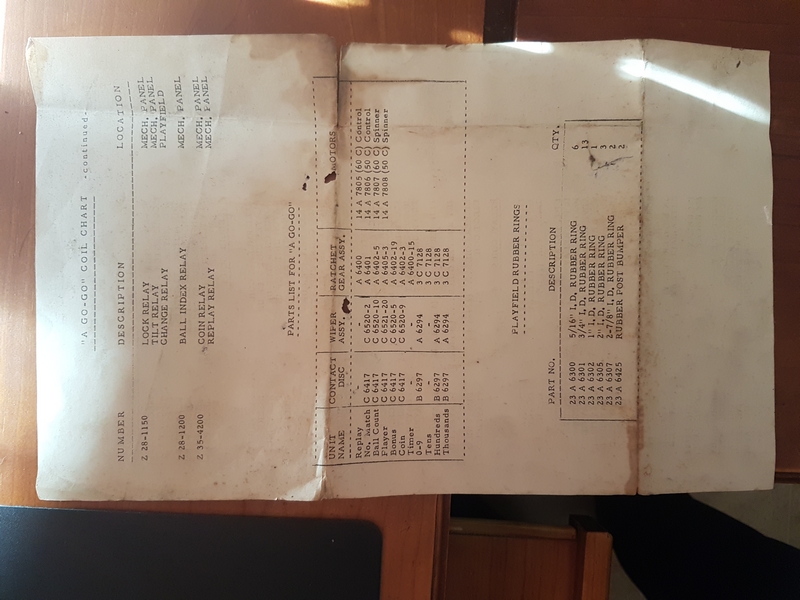 "A GO-GO" COIL CHART -continued-
NUMBER DESCRIPTION LOCATION
Z 28-1150 LOCK RELAY MECH. PANEL
TILT RELAY MECH. PANEL
CHANGE RELAY PLAYFIELD
Z 28-1200 BALL INDEX RELAY MECH. PANEL
Z 35-4200 COIN RELAY MECH. PANEL
REPLAY RELAY MECH. PANEL
PARTS LIST FOR "A GO-GO"
UNIT NAME CONTACT DISC WIPER ASSY. RATCHET GEAR ASSY. MOTORS
Replay - - A 6400 14 A 7805 (60 C) Control
No. Match C 6417 C 6520-2 A 6401 14 A 7806 (50 C) Control
Ball Count C 6417 C 6520-10 A 6402-5 14 A 7807 (60 C) Spinner
Player C 6417 C 6521-20 A 6405-3 14 A 7808 (50 C) Spinner
Bonus C 6417 C 6520-5 A 6402-19
Coin C 6417 C 6520-9 A 6402-3
Timer - - A 6400-15
0-9 B 6297 A 6294 3 C 7128
Tens - - 3 C 7128
Hundreds B 6297 A 6294 3 C 7128
Thousands B 6297 A 6294 3 C 7128
PLAYFIELD RUBBER RINGS
PART NO. DESCRIPTION QTY.
23 A 6300 5/16" I.D. RUBBER RING 6
23 A 6301 3/4" I.D. RUBBER RING 13
23 A 6302 1" I.D. RUBBER RING 1
23 A 6305 2" I.D. RUBBER RING 3
23 A 6307 2-7/8" I.D. RUBBER RING 2
23 A 6425 RUBBER POST BUMPER 2